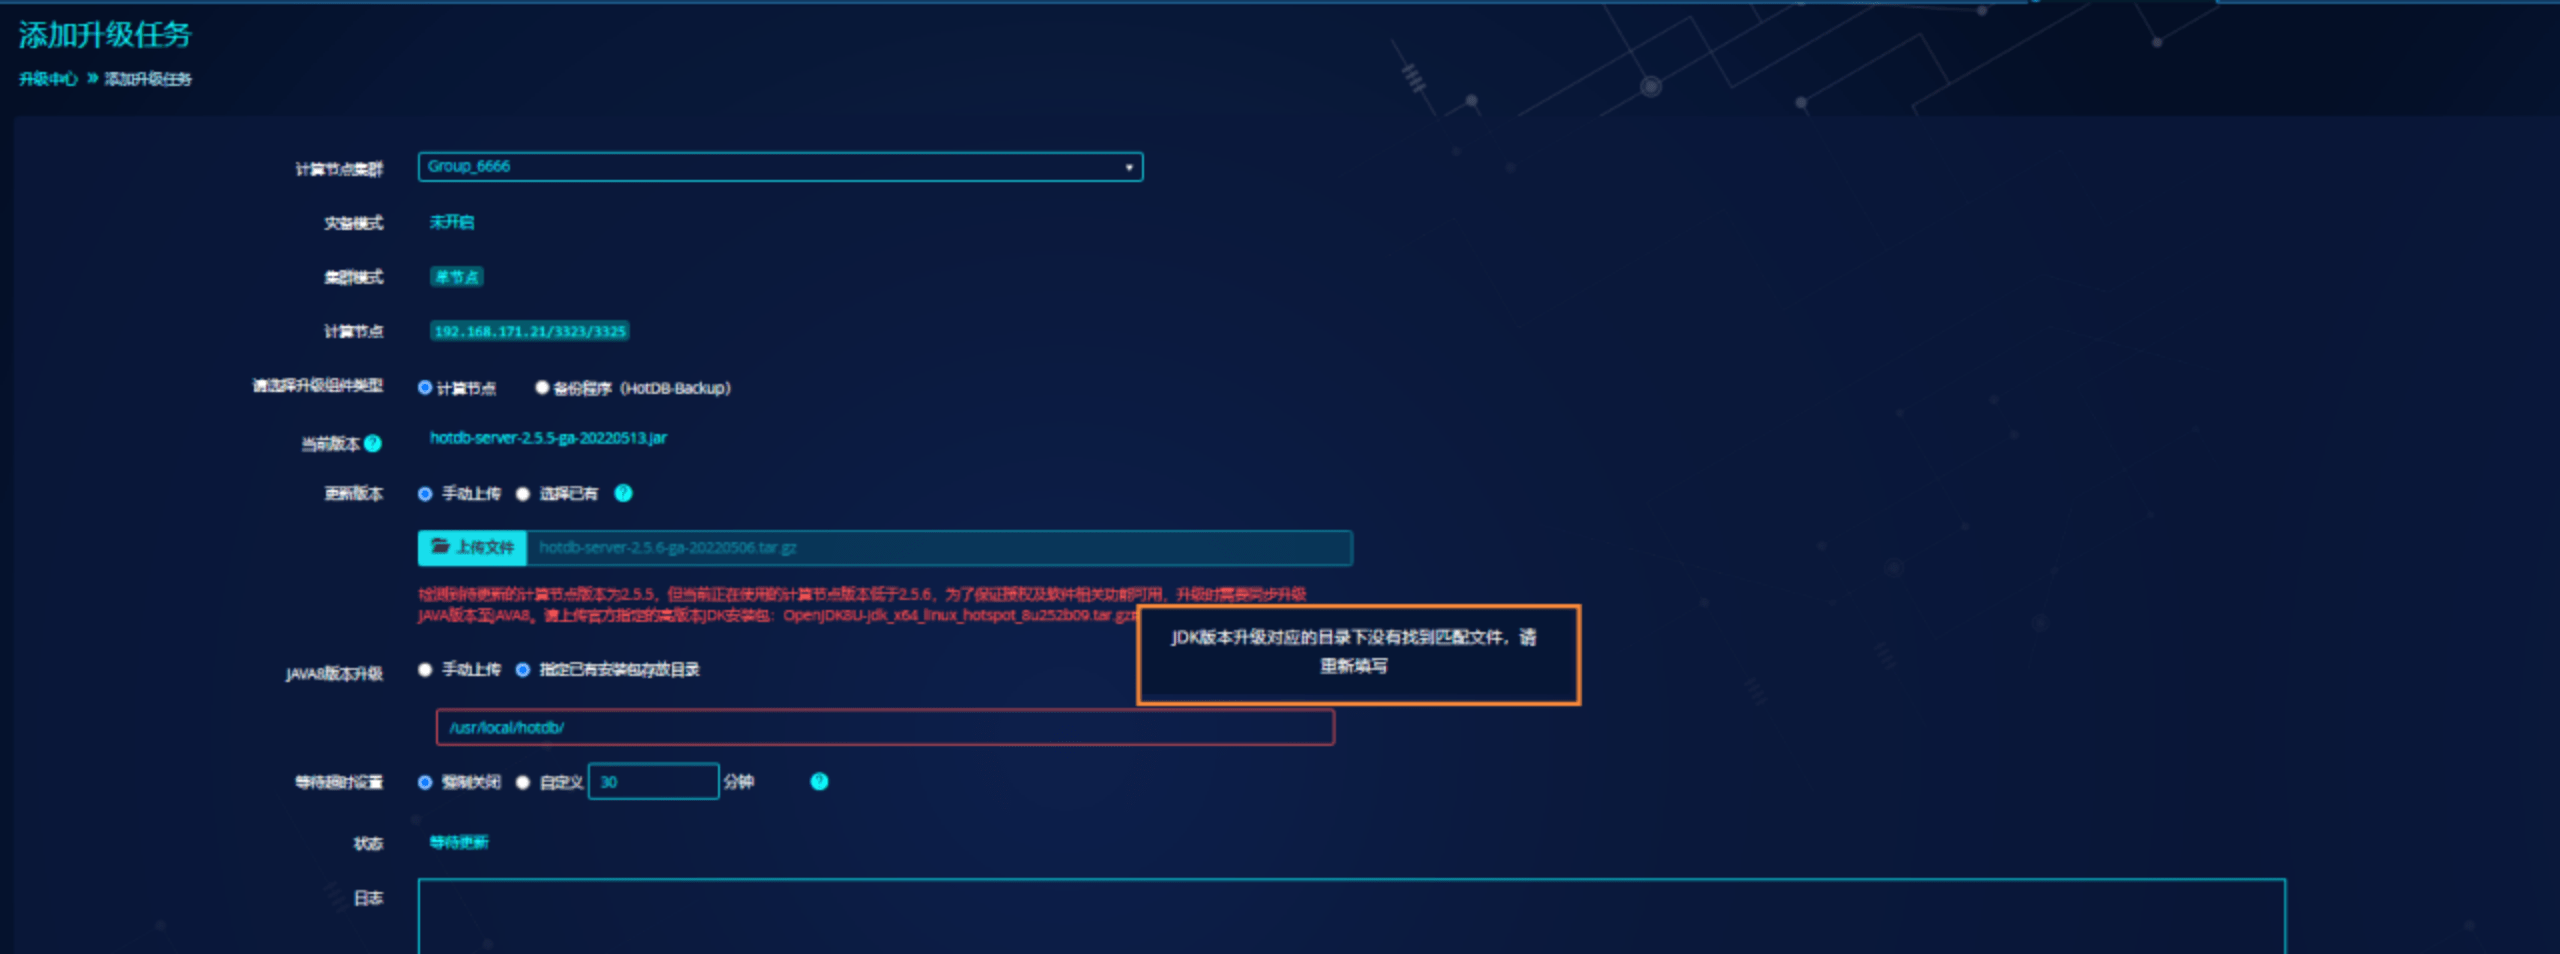 添加升级任务
升级中心 » 添加升级任务
计算节点集群 Group_6666
灾备模式 未开启
集群模式 单节点
计算节点 192.168.171.21/3323/3325
请选择升级组件类型 计算节点 备份程序（HotDB-Backup）
当前版本 ? hotdb-server-2.5.5-ga-20220513.jar
更新版本 手动上传 选择已有 ?
上传文件 hotdb-server-2.5.6-ga-20220506.tar.gz
检测到待更新的计算节点版本为2.5.5，但当前正在使用的计算节点版本低于2.5.6，为了保证授权及软件相关功能可用，升级时需要同步升级
JAVA版本至JAVA8。请上传官方指定的高版本JDK安装包：OpenJDK8U-jdk_x64_linux_hotspot_8u252b09.tar.gz
JDK版本升级对应的目录下没有找到匹配文件，请
重新填写
JAVA8版本升级 手动上传 指定已有安装包存放目录
/usr/local/hotdb/
等待超时设置 强制关闭 自定义 30 分钟 ?
状态 等待更新
日志